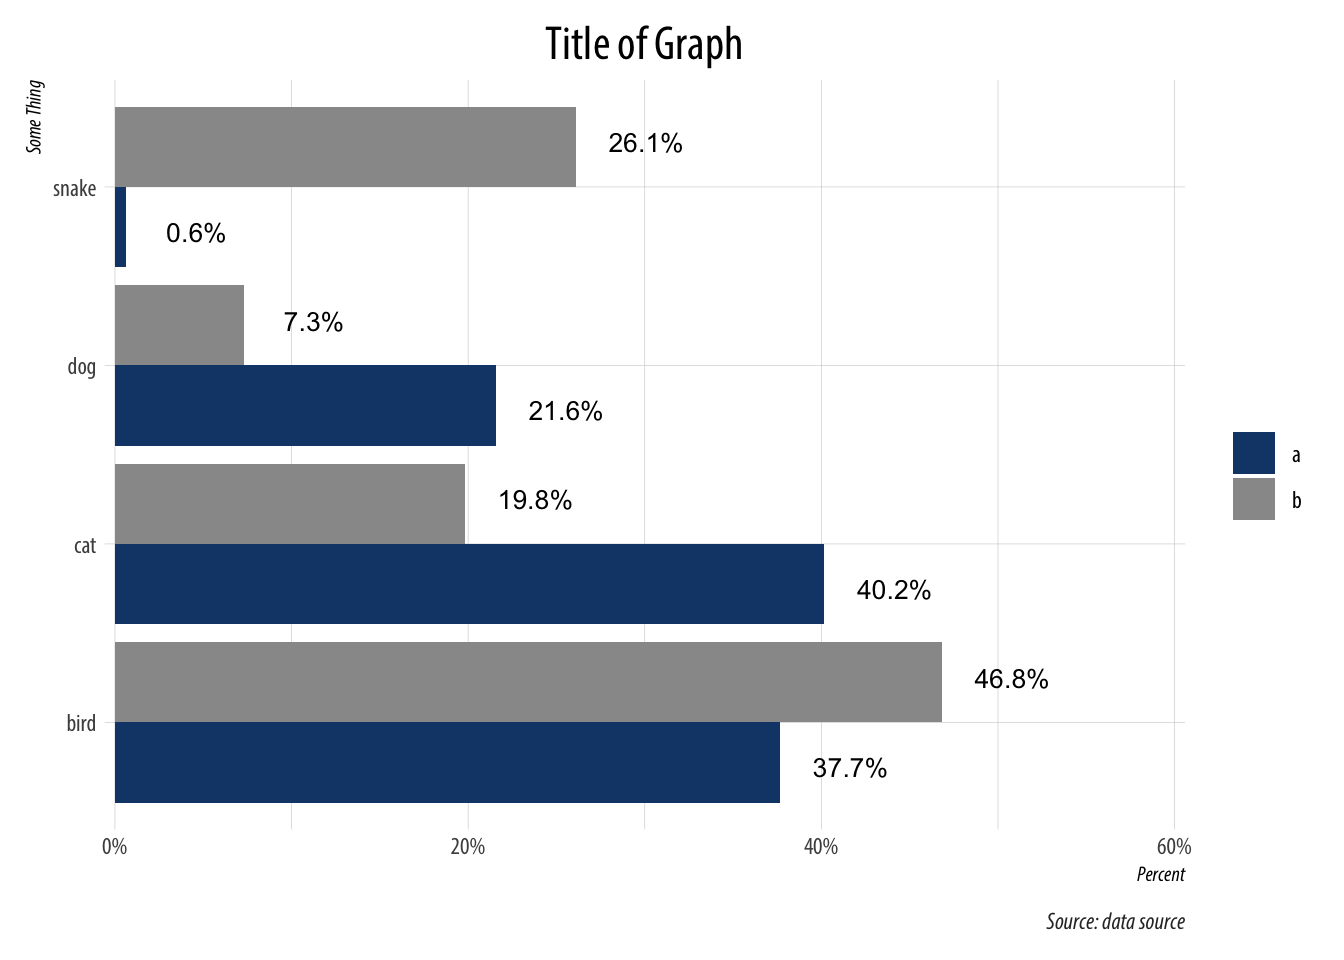 Title of Graph
Some Thing
26.1%
snake
0.6%
7.3%
dog
21.6%
19.8%
cat
40.2%
46.8%
bird
37.7%
a
b
0% 20% 40% 60%
Percent
Source: data source